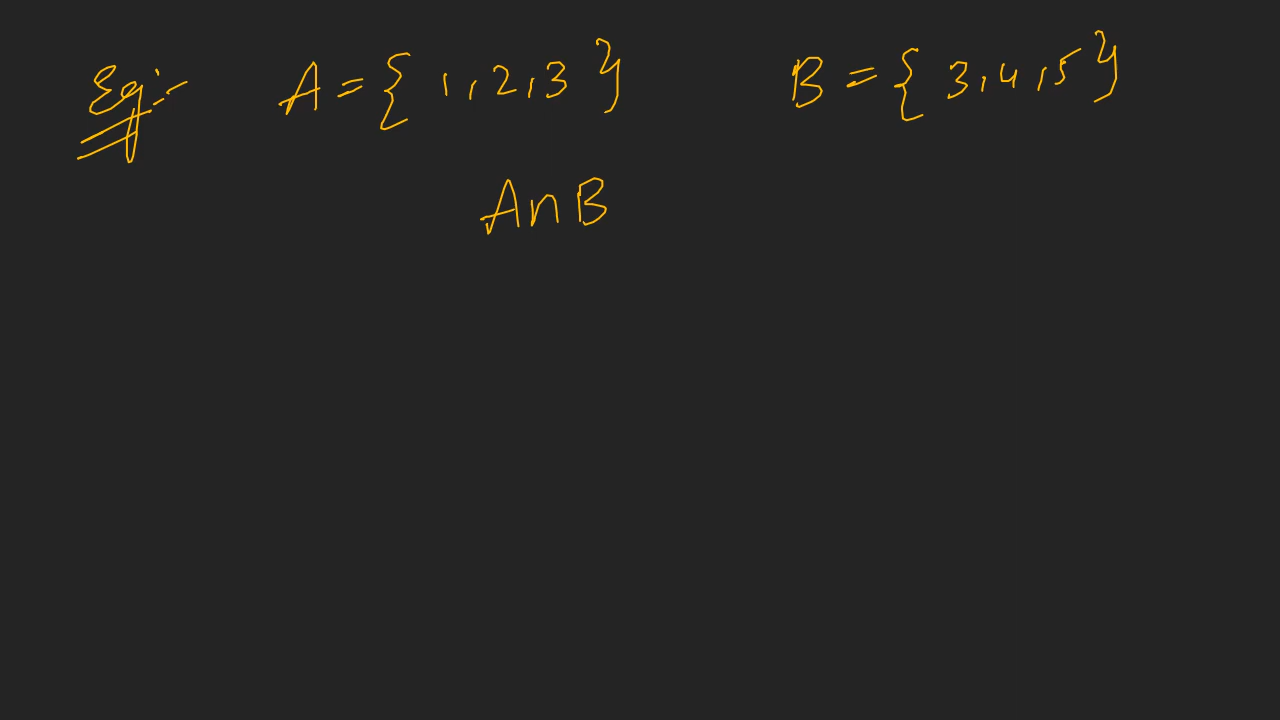 Eg:- A = { 1, 2, 3 } B = { 3, 4, 5 }
A ∩ B